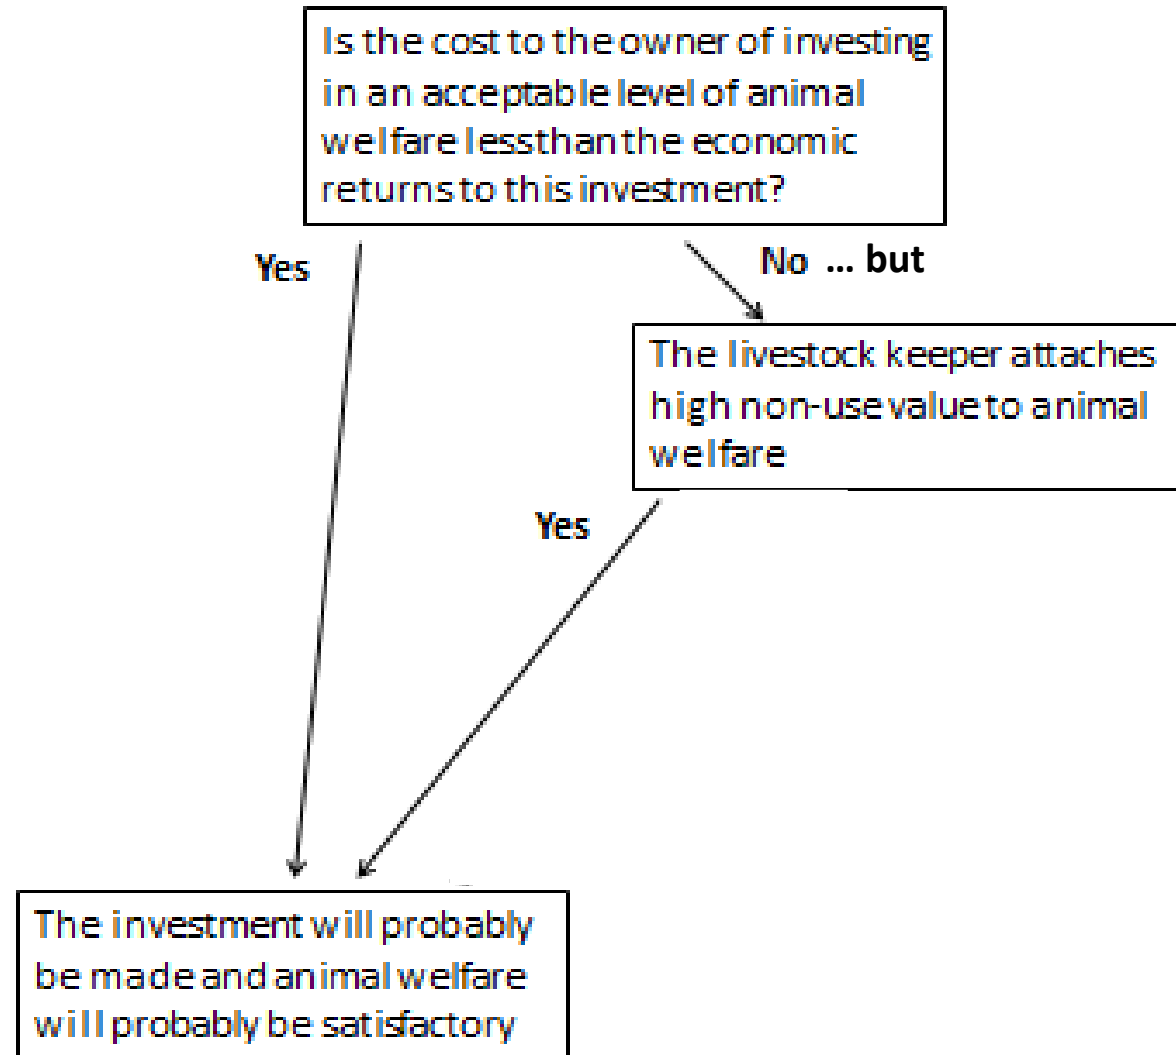 Is the cost to the owner of investing
in an acceptable level of animal
welfare less than the economic
returns to this investment?
Yes
No ... but
The livestock keeper attaches
high non-use value to animal
welfare
Yes
The investment will probably
be made and animal welfare
will probably be satisfactory